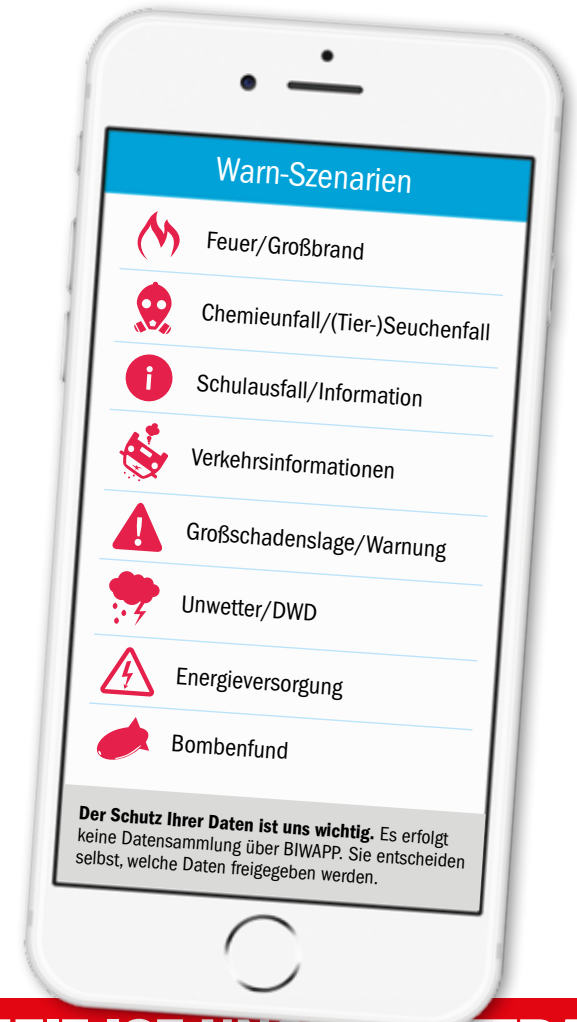 Warn-Szenarien
Feuer/Großbrand
Chemieunfall/(Tier-)Seuchenfall
i
Schulausfall/Information
Verkehrsinformationen
!
Großschadenslage/Warnung
Unwetter/DWD
Energieversorgung
Bombenfund
Der Schutz Ihrer Daten ist uns wichtig. Es erfolgt
keine Datensammlung über BIWAPP. Sie entscheiden
selbst, welche Daten freigegeben werden.